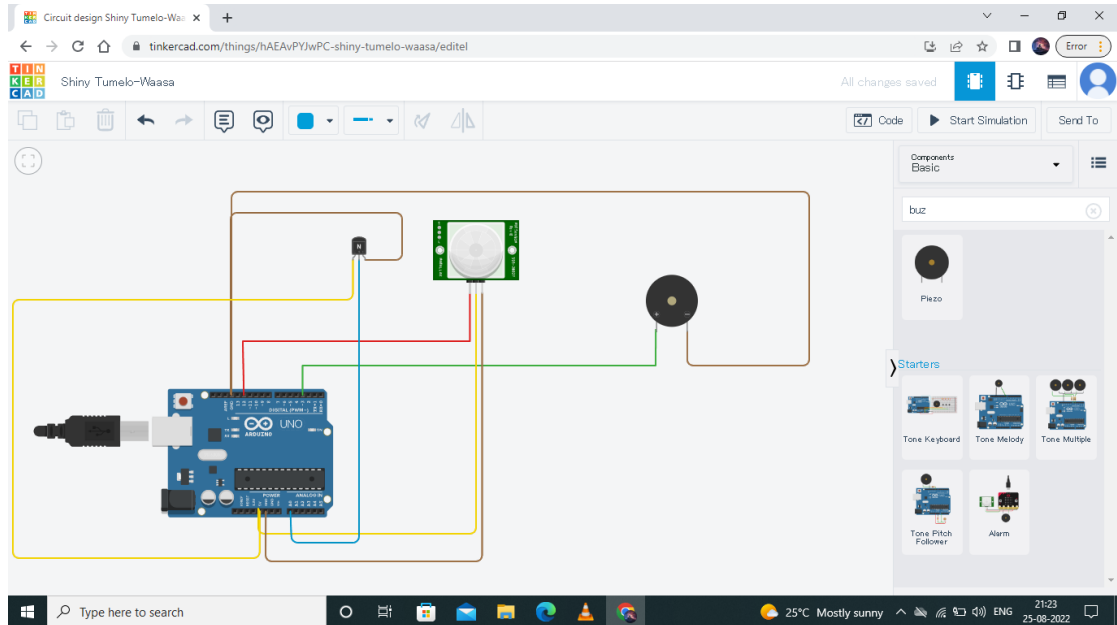 Circuit design Shiny Tumelo-Waa
tinkercad.com/things/hAEAvPYJwPC-shiny-tumelo-waasa/editel
Error
TIN
KER
CAD
Shiny Tumelo-Waasa
All changes saved
Code
Start Simulation
Send To
Components
Basic
buz
Piezo
Starters
Tone Keyboard
Tone Melody
Tone Multiple
Tone Pitch
Follower
Alarm
N
DIGITAL (PWM~)
UNO
ARDUINO
POWER
ANALOG IN
Type here to search
25°C Mostly sunny
ENG
21:23
25-08-2022